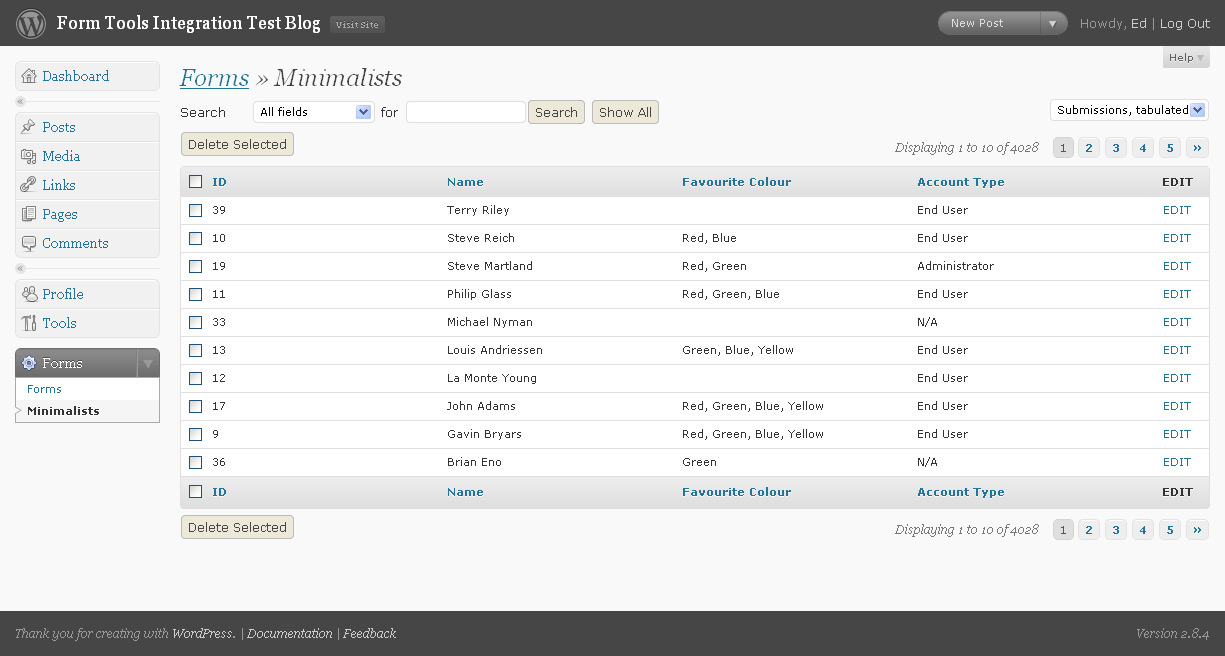 Form Tools Integration Test Blog Visit Site New Post Howdy, Ed | Log Out
Help
Dashboard
Posts
Media
Links
Pages
Comments
Profile
Tools
Forms
Forms
Minimalists
Forms » Minimalists
Search All fields for Search Show All Submissions, tabulated
Delete Selected Displaying 1 to 10 of 4028 1 2 3 4 5 »
ID Name Favourite Colour Account Type EDIT
39 Terry Riley End User EDIT
10 Steve Reich Red, Blue End User EDIT
19 Steve Martland Red, Green Administrator EDIT
11 Philip Glass Red, Green, Blue End User EDIT
33 Michael Nyman N/A EDIT
13 Louis Andriessen Green, Blue, Yellow End User EDIT
12 La Monte Young End User EDIT
17 John Adams Red, Green, Blue, Yellow End User EDIT
9 Gavin Bryars Red, Green, Blue, Yellow End User EDIT
36 Brian Eno Green N/A EDIT
ID Name Favourite Colour Account Type EDIT
Delete Selected Displaying 1 to 10 of 4028 1 2 3 4 5 »
Thank you for creating with WordPress. | Documentation | Feedback Version 2.8.4